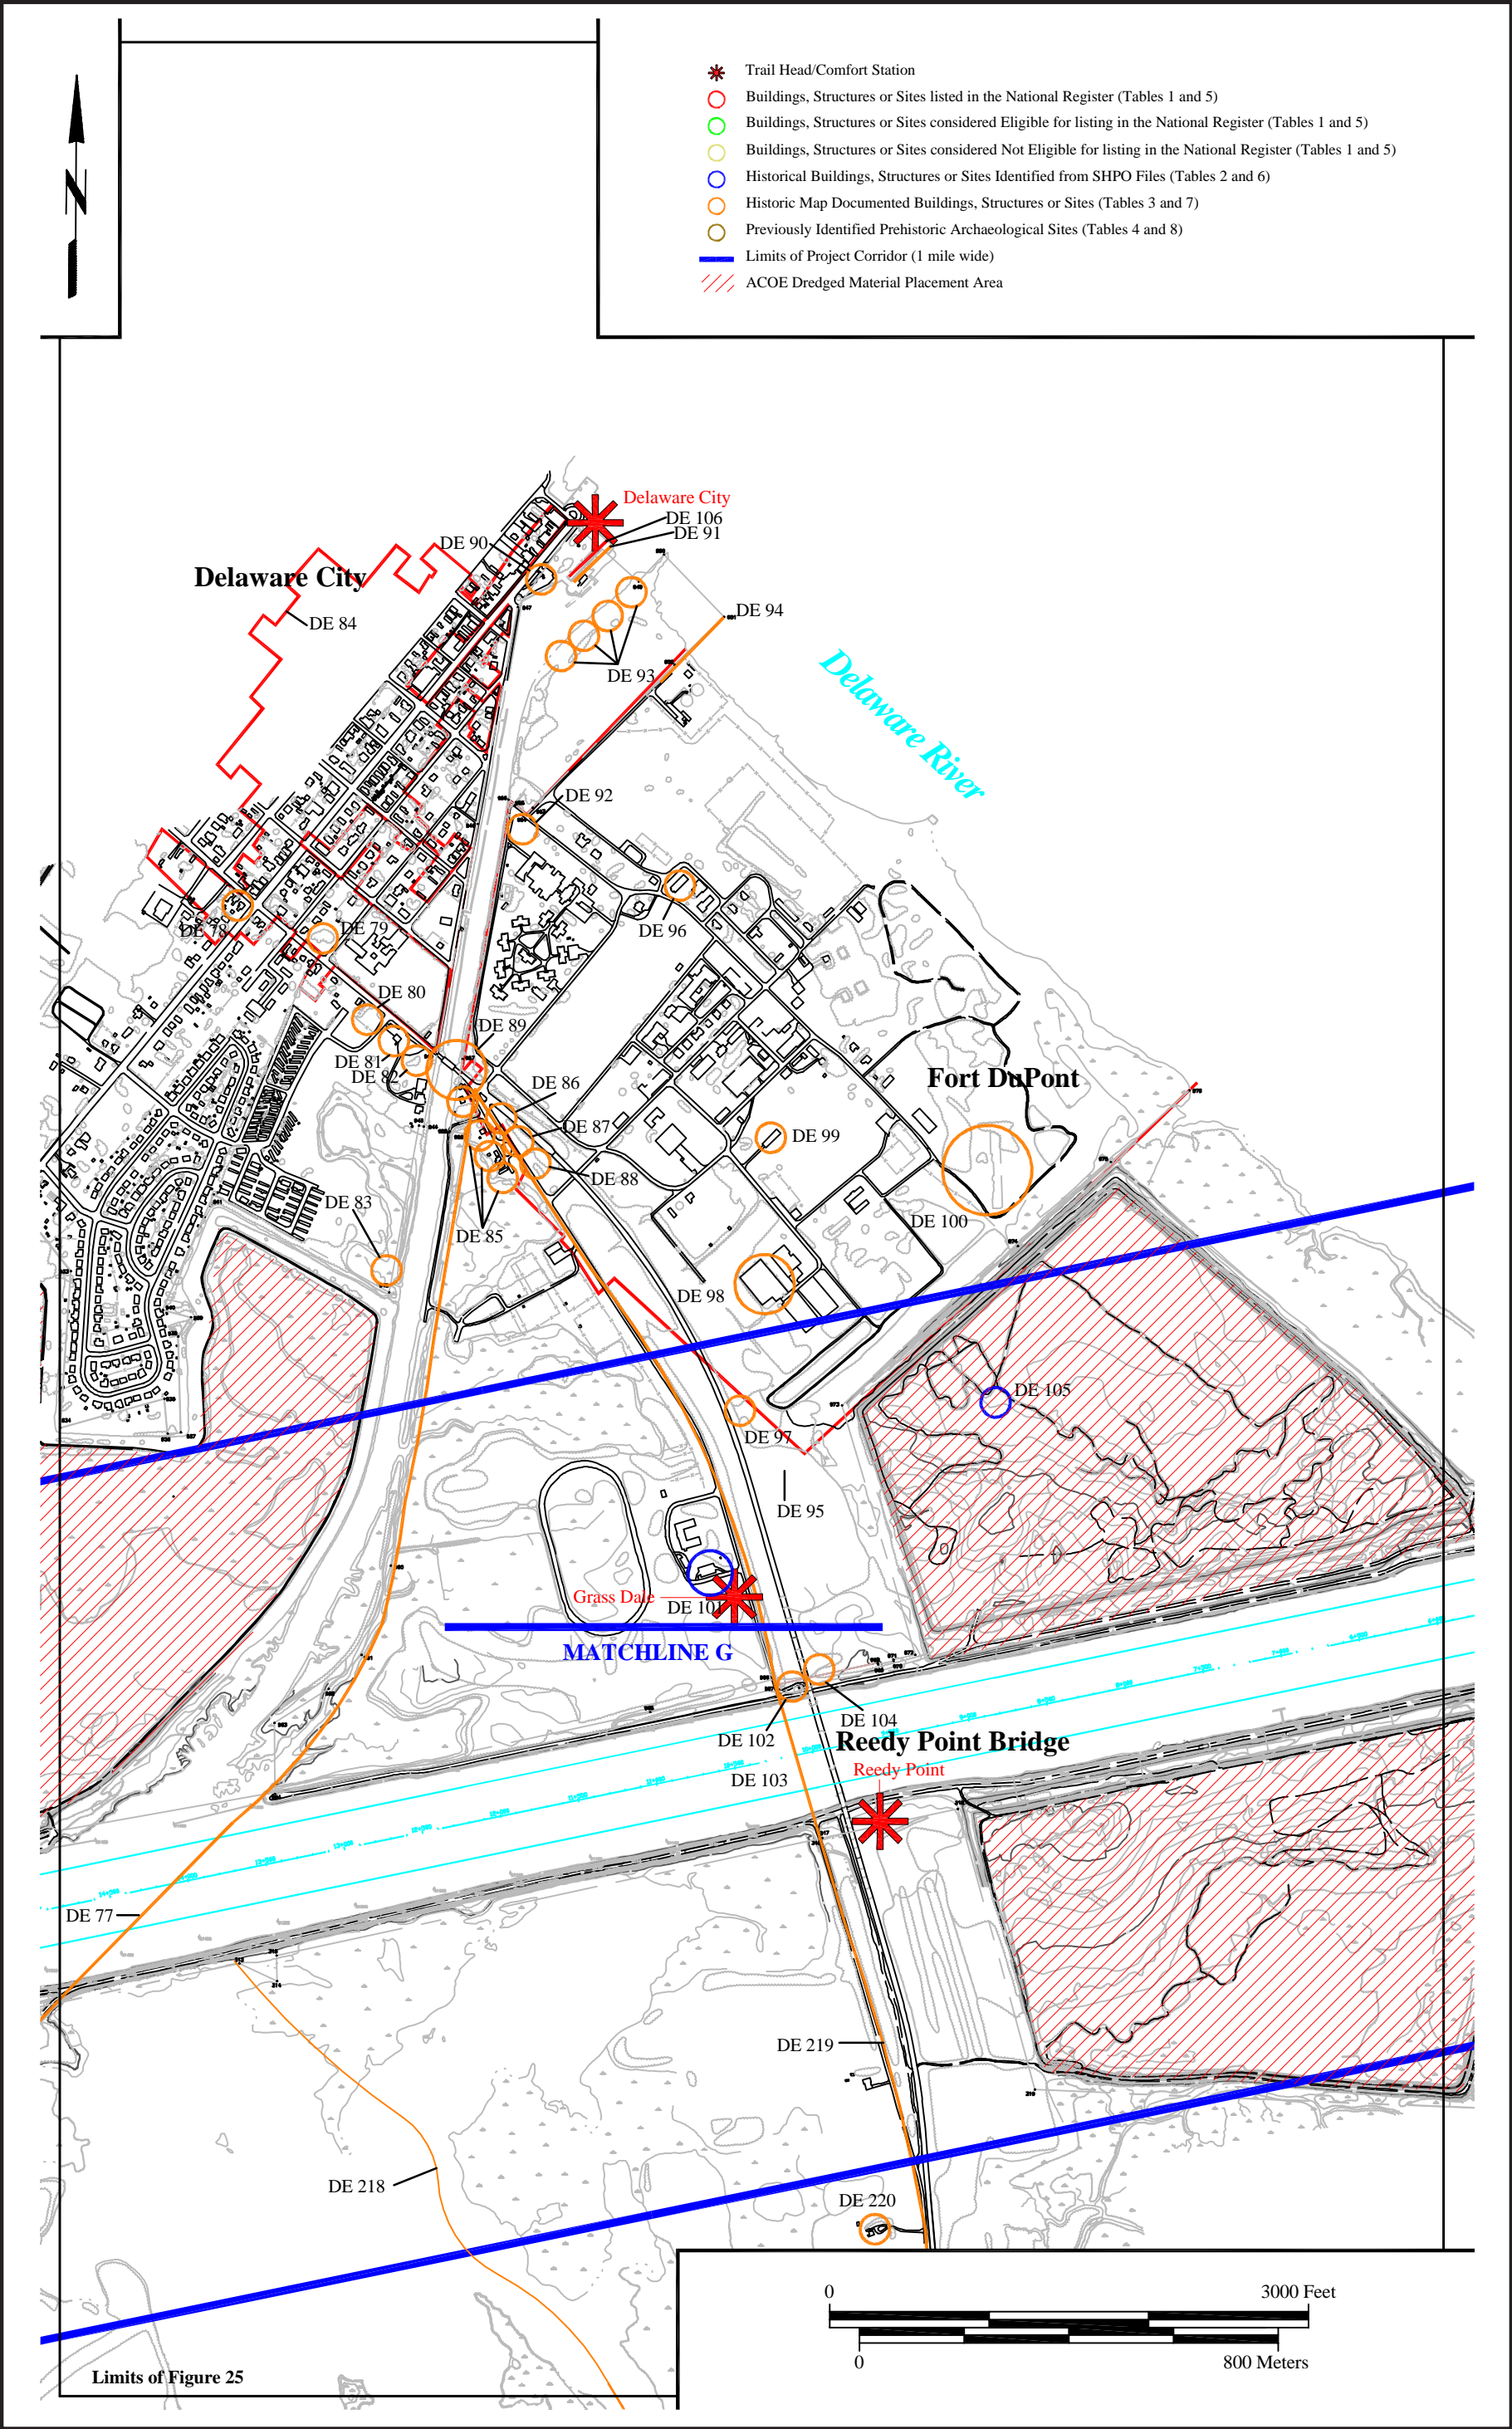 Trail Head/Comfort Station
Buildings, Structures or Sites listed in the National Register (Tables 1 and 5)
Buildings, Structures or Sites considered Eligible for listing in the National Register (Tables 1 and 5)
Buildings, Structures or Sites considered Not Eligible for listing in the National Register (Tables 1 and 5)
Historical Buildings, Structures or Sites Identified from SHPO Files (Tables 2 and 6)
Historic Map Documented Buildings, Structures or Sites (Tables 3 and 7)
Previously Identified Prehistoric Archaeological Sites (Tables 4 and 8)
Limits of Project Corridor (1 mile wide)
ACOE Dredged Material Placement Area
N
Delaware City
DE 106
DE 91
DE 90
Delaware City
DE 94
DE 84
DE 93
Delaware River
DE 92
DE 78
DE 79
DE 96
DE 80
DE 89
DE 81
DE 82
DE 86
Fort DuPont
DE 87
DE 99
DE 88
DE 83
DE 85
DE 100
DE 98
DE 105
DE 97
DE 95
Grass Dale
DE 101
MATCHLINE G
DE 104
DE 102
Reedy Point Bridge
Reedy Point
DE 103
DE 77
DE 219
DE 218
DE 220
0
3000 Feet
0
800 Meters
Limits of Figure 25